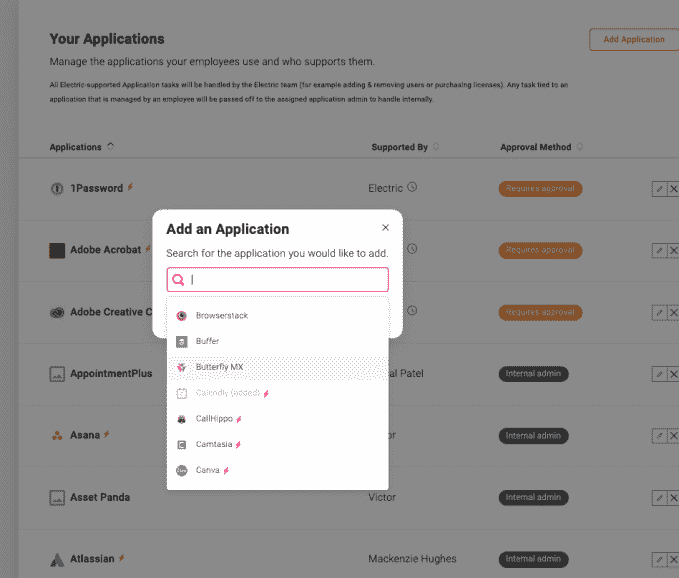 Your Applications
Add Application
Manage the applications your employees use and who supports them.
All Electric-supported Application tasks will be handled by the Electric team (for example adding & removing users or purchasing licenses). Any task tied to an
application that is managed by an employee will be passed off to the assigned application admin to handle internally.
Applications Supported By Approval Method
1Password Electric Requires approval
Adobe Acrobat Requires approval
Adobe Creative C Requires approval
AppointmentPlus Patel Internal admin
Asana Internal admin
Asset Panda Victor Internal admin
Atlassian Mackenzie Hughes Internal admin
Add an Application
Search for the application you would like to add.
Browserstack
Buffer
Butterfly MX
Calendly (added)
CallHippo
Camtasia
Canva